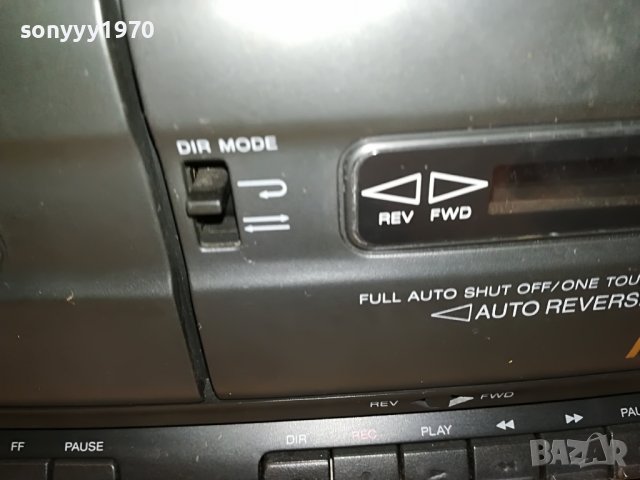 sonyyy1970
DIR MODE
REV FWD
FULL AUTO SHUT OFF/ONE TOU
AUTO REVERS
REV FWD
FF PAUSE DIR REC PLAY PAU
BAZAR